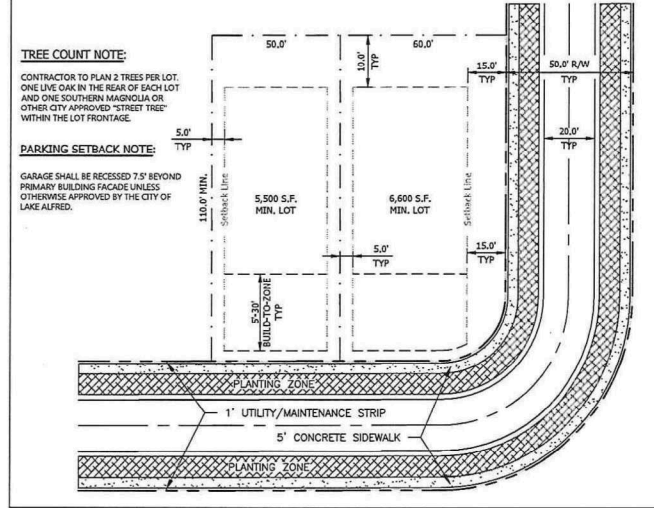 50.0'
60.0'
TREE COUNT NOTE:
CONTRACTOR TO PLAN 2 TREES PER LOT.
ONE LIVE OAK IN THE REAR OF EACH LOT
AND ONE SOUTHERN MAGNOLIA OR
OTHER CITY APPROVED "STREET TREE"
WITHIN THE LOT FRONTAGE.
10.0'
TYP
15.0'
TYP
50.0' R/W
TYP
5.0'
TYP
20.0'
TYP
PARKING SETBACK NOTE:
GARAGE SHALL BE RECESSED 7.5' BEYOND
PRIMARY BUILDING FACADE UNLESS
OTHERWISE APPROVED BY THE CITY OF
LAKE ALFRED.
110.0' MIN.
Setback Line
5,500 S.F.
MIN. LOT
6,600 S.F.
MIN. LOT
Setback Line
5.0'
TYP
15.0'
TYP
5'-30'
BUILD-TO-ZONE
TYP
PLANTING ZONE
1' UTILITY/MAINTENANCE STRIP
5' CONCRETE SIDEWALK
PLANTING ZONE